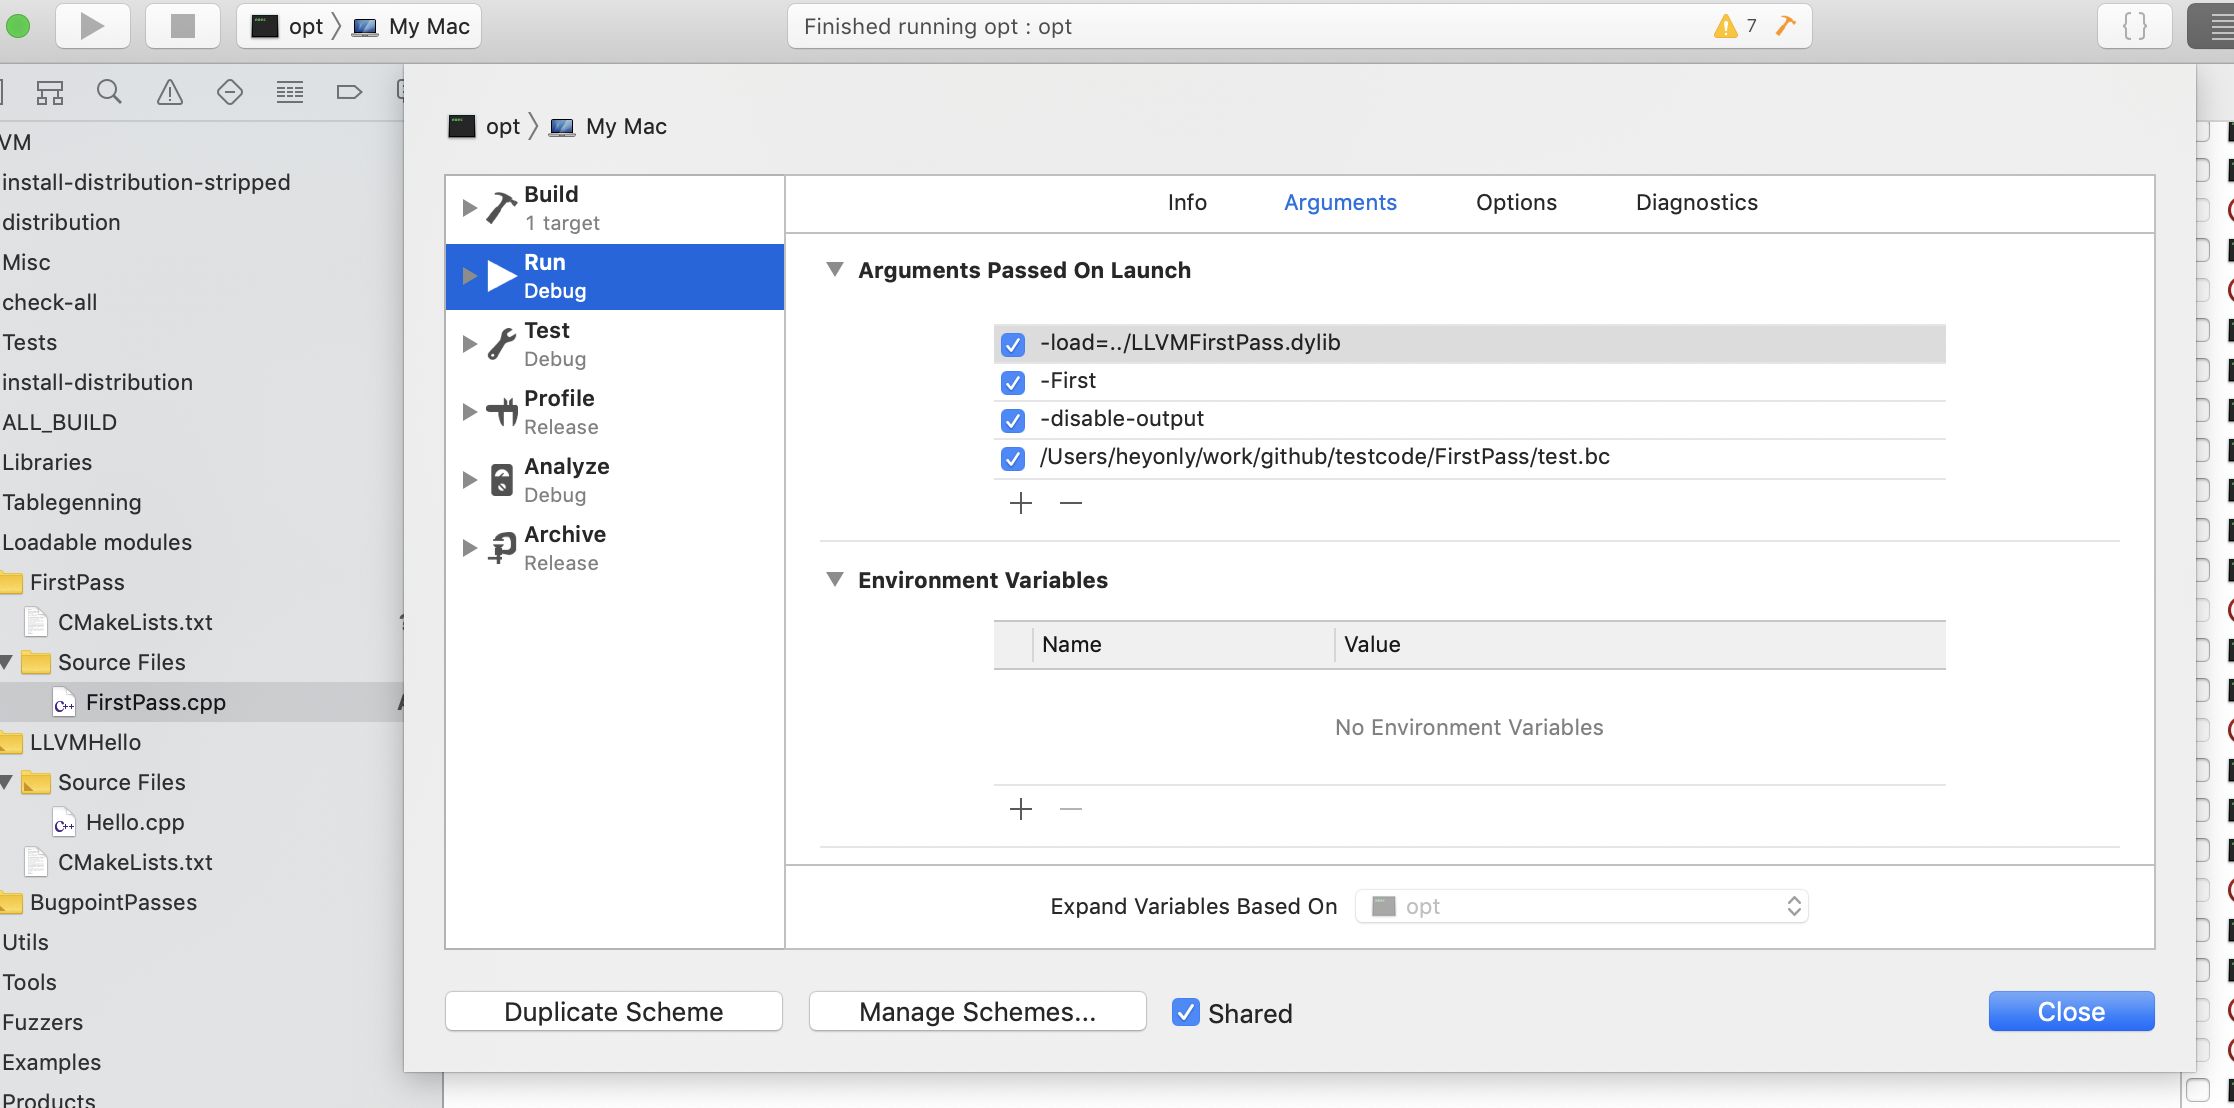 opt My Mac
Finished running opt : opt
7
{ }
VM
install-distribution-stripped
distribution
Misc
check-all
Tests
install-distribution
ALL_BUILD
Libraries
Tablegenning
Loadable modules
FirstPass
CMakeLists.txt
Source Files
FirstPass.cpp
LLVMHello
Source Files
Hello.cpp
CMakeLists.txt
BugpointPasses
Utils
Tools
Fuzzers
Examples
Products
opt My Mac
Build
1 target
Run
Debug
Test
Debug
Profile
Release
Analyze
Debug
Archive
Release
Info Arguments Options Diagnostics
Arguments Passed On Launch
-load=../LLVMFirstPass.dylib
-First
-disable-output
/Users/heyonly/work/github/testcode/FirstPass/test.bc
Environment Variables
Name Value
No Environment Variables
Expand Variables Based On opt
Duplicate Scheme Manage Schemes... Shared Close